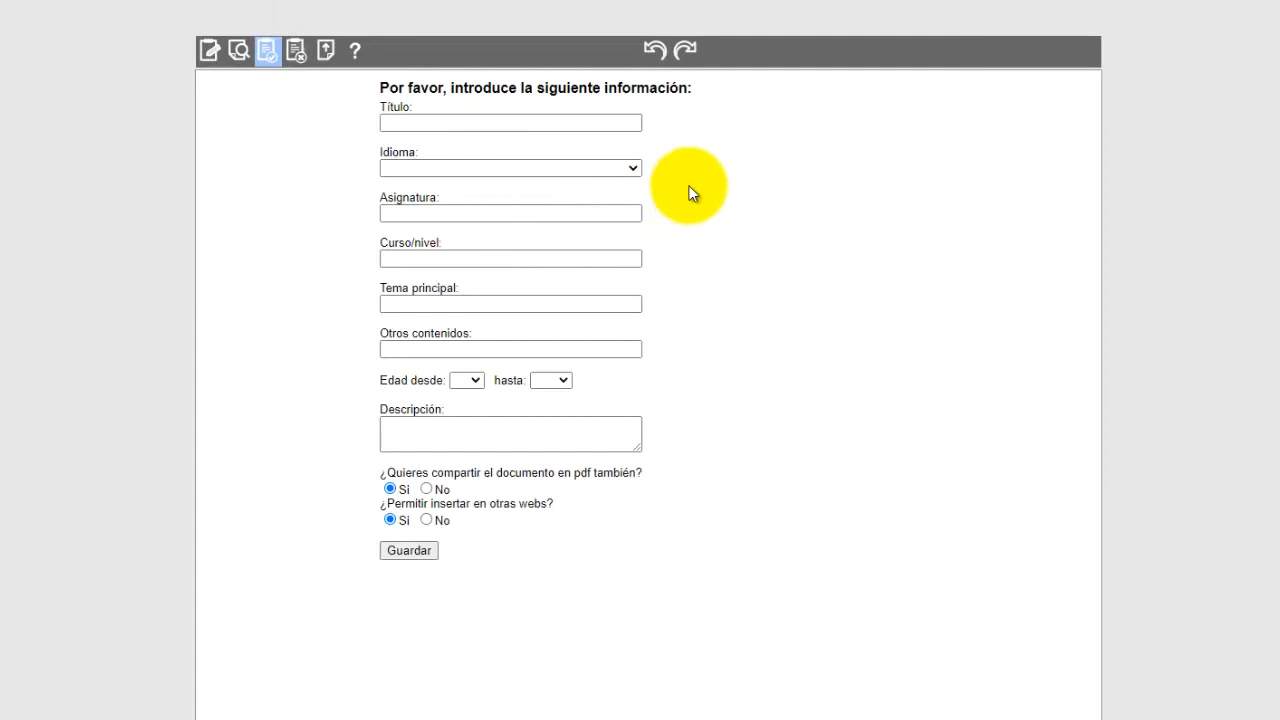 ?
Por favor, introduce la siguiente información:
Título:
Idioma:
Asignatura:
Curso/nivel:
Tema principal:
Otros contenidos:
Edad desde: hasta:
Descripción:
¿Quieres compartir el documento en pdf también?
Si No
¿Permitir insertar en otras webs?
Si No
Guardar